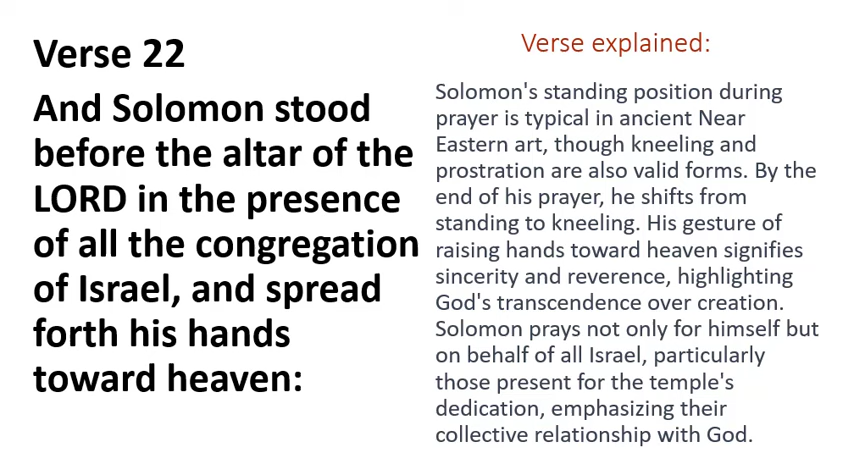 Verse 22
And Solomon stood
before the altar of the
LORD in the presence
of all the congregation
of Israel, and spread
forth his hands
toward heaven:
Verse explained:
Solomon's standing position during
prayer is typical in ancient Near
Eastern art, though kneeling and
prostration are also valid forms. By the
end of his prayer, he shifts from
standing to kneeling. His gesture of
raising hands toward heaven signifies
sincerity and reverence, highlighting
God's transcendence over creation.
Solomon prays not only for himself but
on behalf of all Israel, particularly
those present for the temple's
dedication, emphasizing their
collective relationship with God.